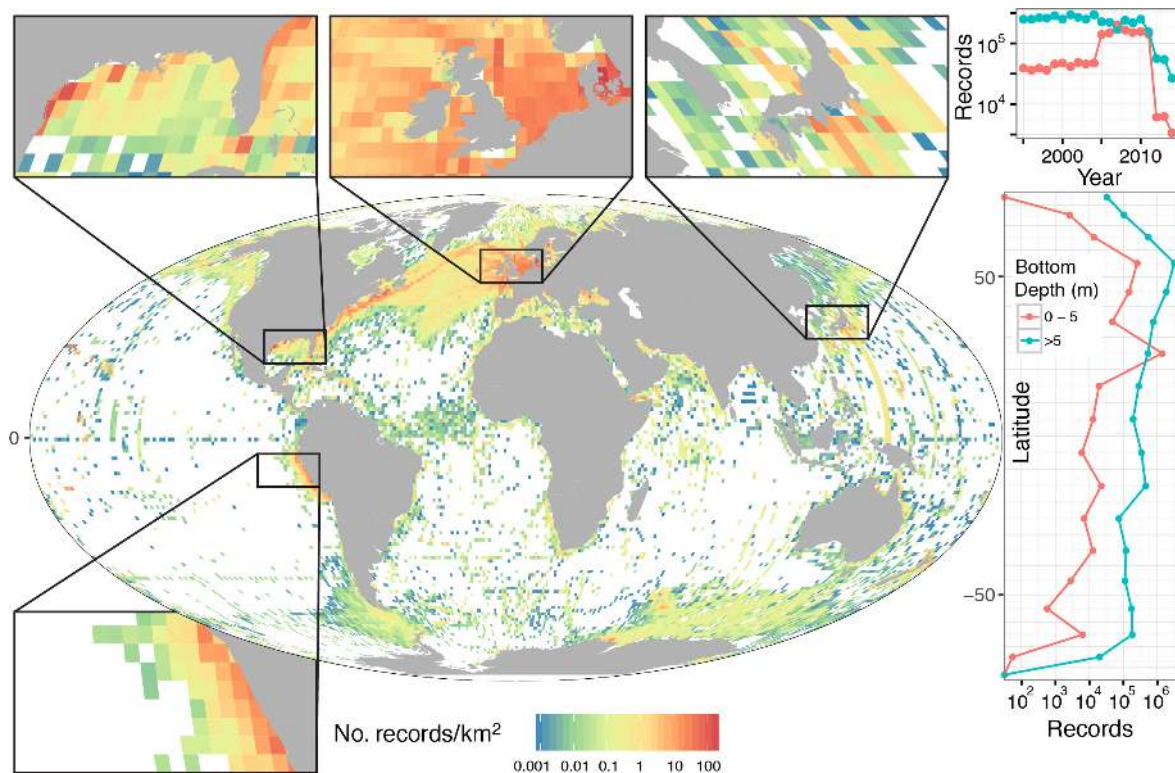 Records
10⁵
10⁴
2000
2010
Year
Latitude
50
−50
Bottom
Depth (m)
0 − 5
>5
10² 10³ 10⁴ 10⁵ 10⁶
Records
0
No. records/km²
0.001 0.01 0.1 1 10 100